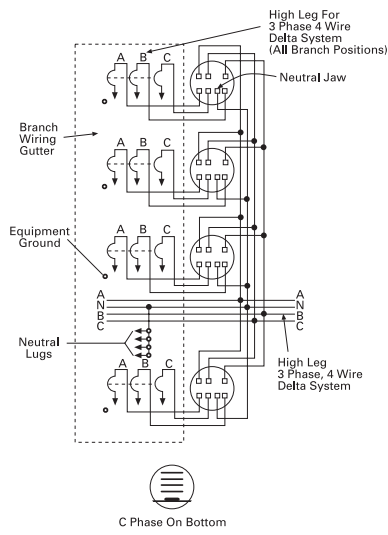 High Leg For
3 Phase 4 Wire
Delta System
(All Branch Positions)
A B C
Neutral Jaw
Branch
Wiring
Gutter
A B C
A B C
Equipment
Ground
A
N
B
C
A
N
B
C
Neutral
Lugs
High Leg
3 Phase, 4 Wire
Delta System
A B C
C Phase On Bottom